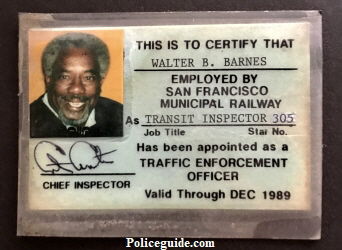 THIS IS TO CERTIFY THAT
WALTER B. BARNES
EMPLOYED BY
SAN FRANCISCO
MUNICIPAL RAILWAY
As TRANSIT INSPECTOR 305
Job Title Star No.
Has been appointed as a
TRAFFIC ENFORCEMENT
OFFICER
CHIEF INSPECTOR
Valid Through DEC 1989
Policeguide.com